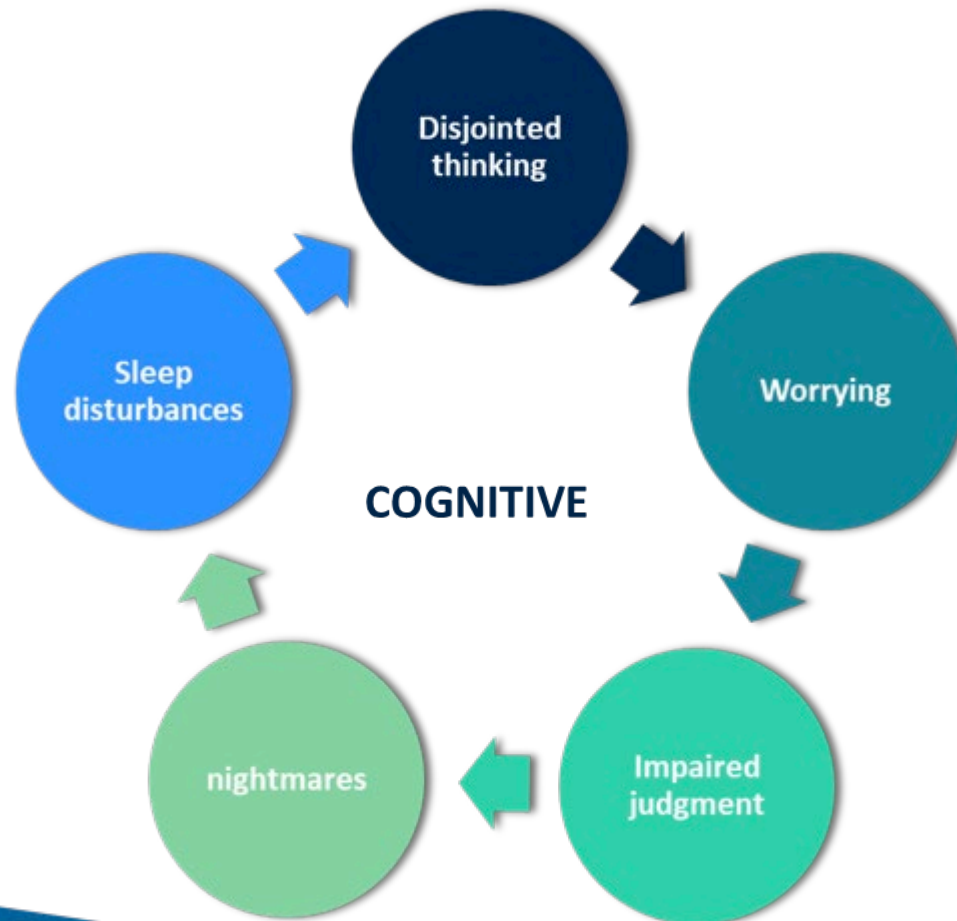 Disjointed
thinking
Worrying
Impaired
judgment
nightmares
Sleep
disturbances
COGNITIVE